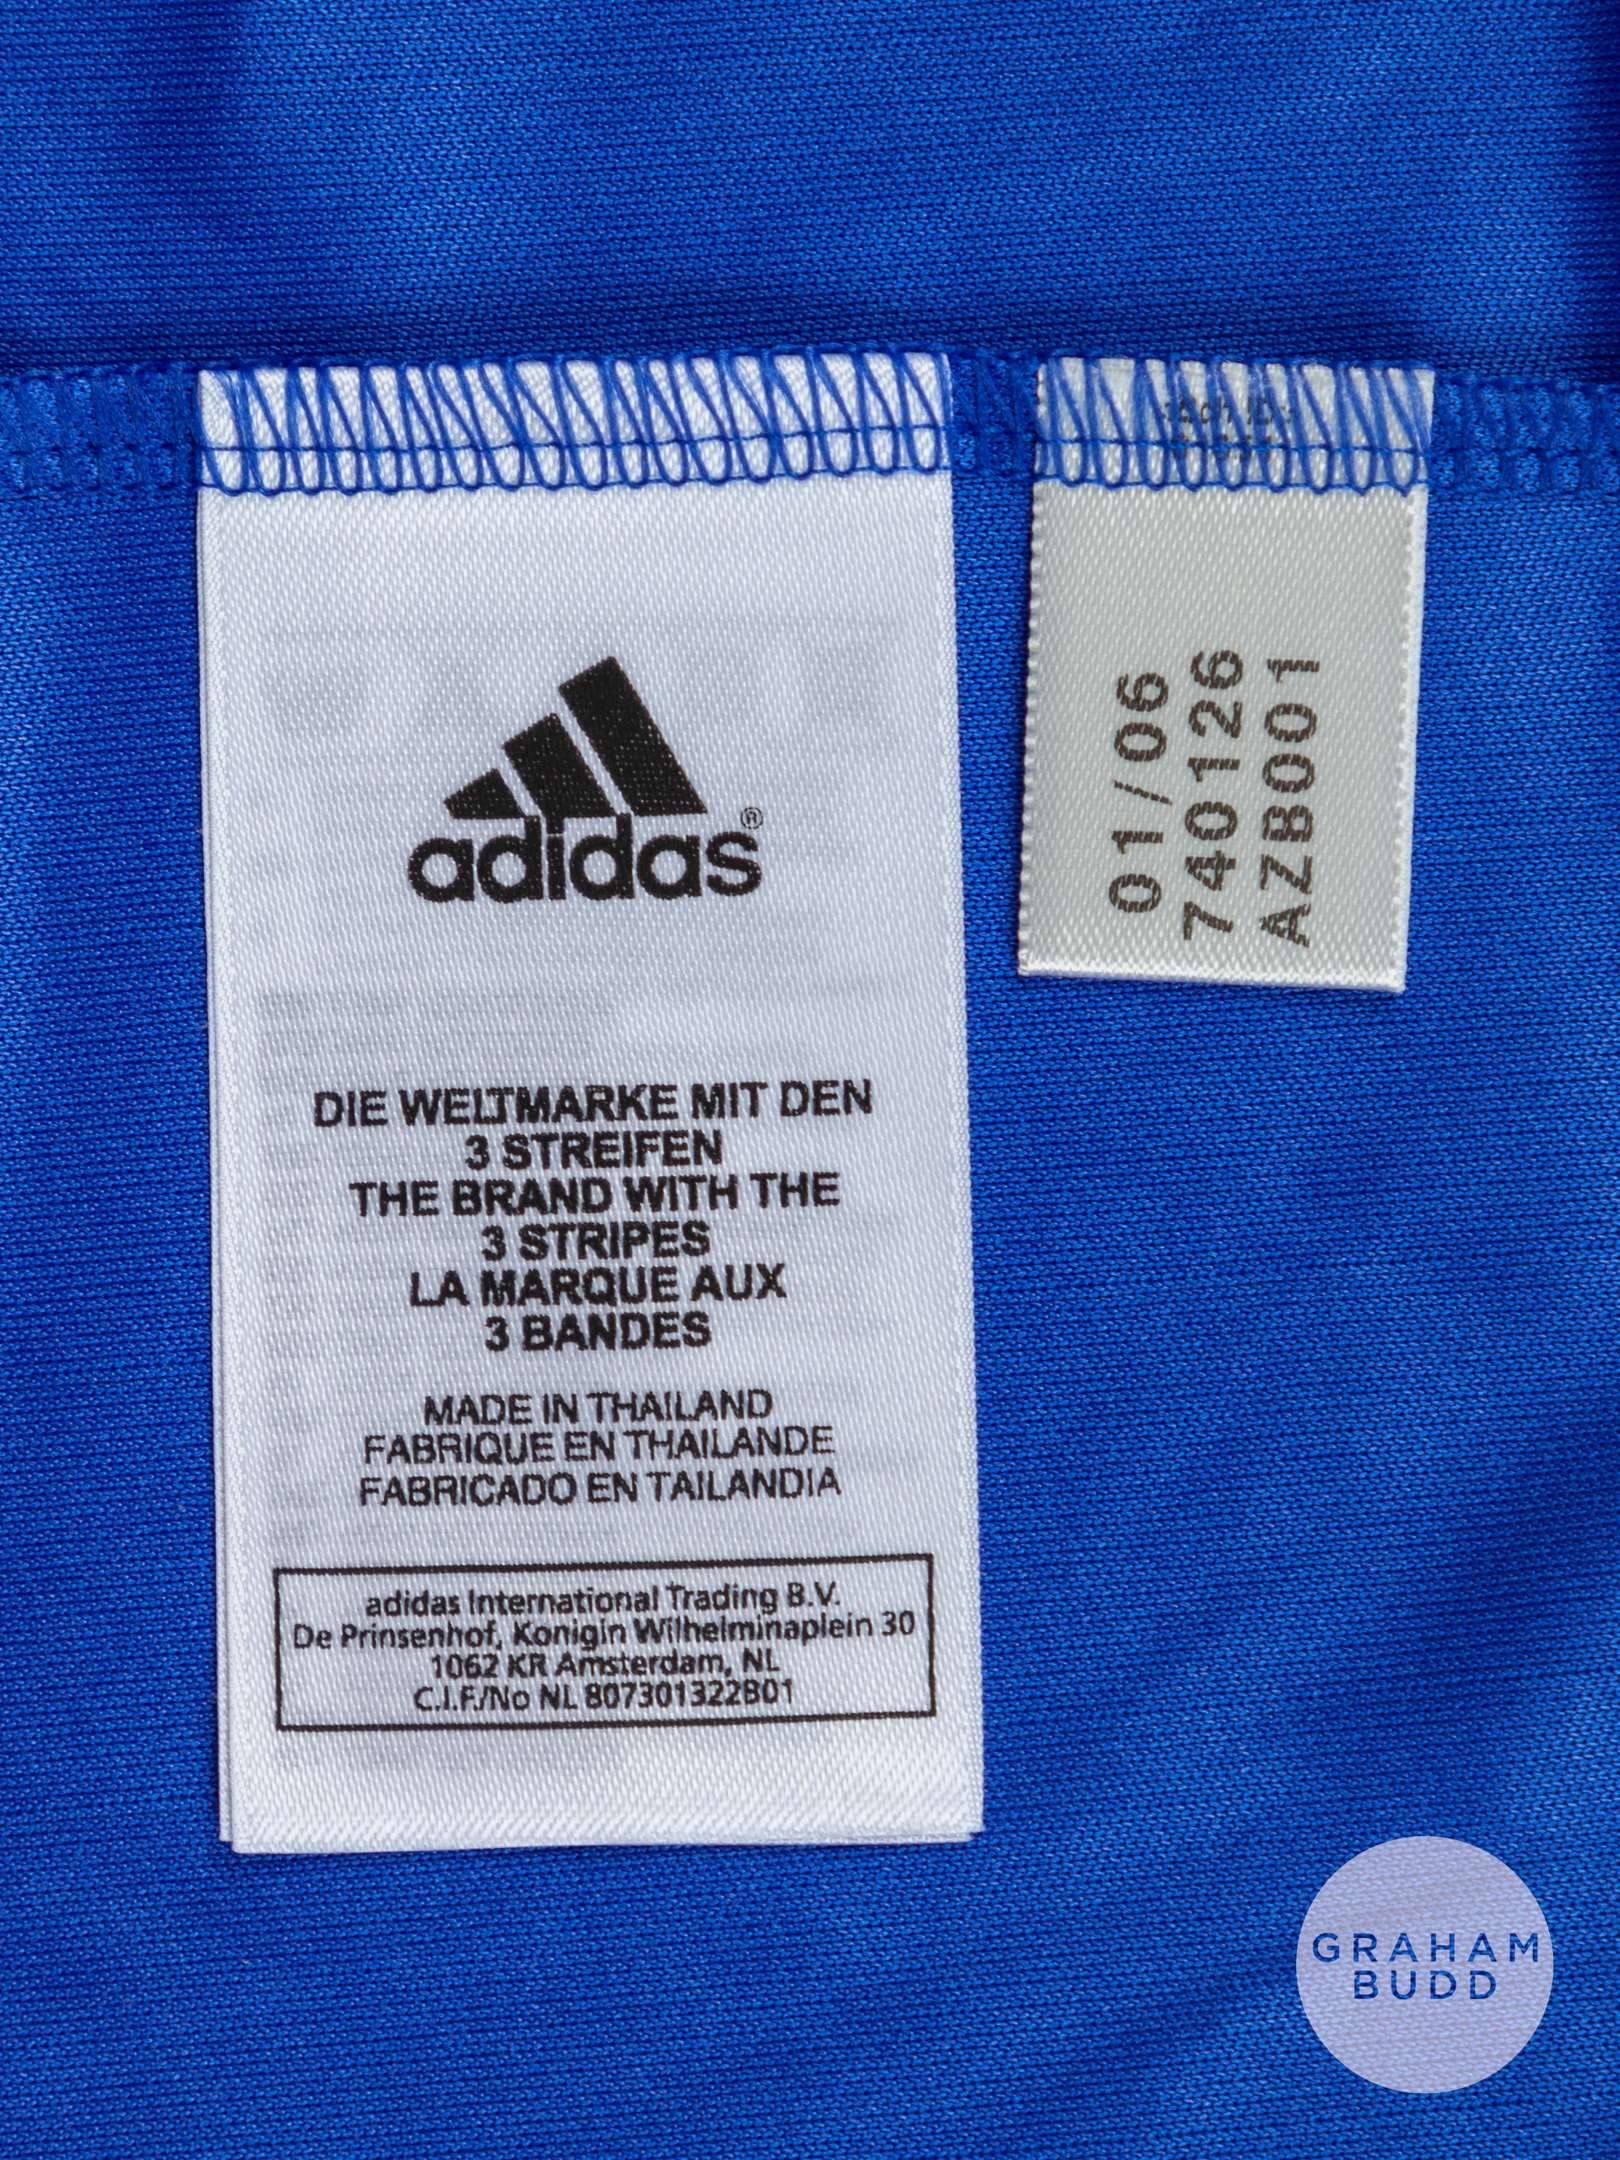 adidas®
DIE WELTMARKE MIT DEN
3 STREIFEN
THE BRAND WITH THE
3 STRIPES
LA MARQUE AUX
3 BANDES
MADE IN THAILAND
FABRIQUE EN THAILANDE
FABRICADO EN TAILANDIA
adidas International Trading B.V.
De Prinsenhof, Konigin Wilhelminaplein 30
1062 KR Amsterdam, NL
C.I.F./No NL 807301322B01
01/06
740126
AZB001
GRAHAM
BUDD